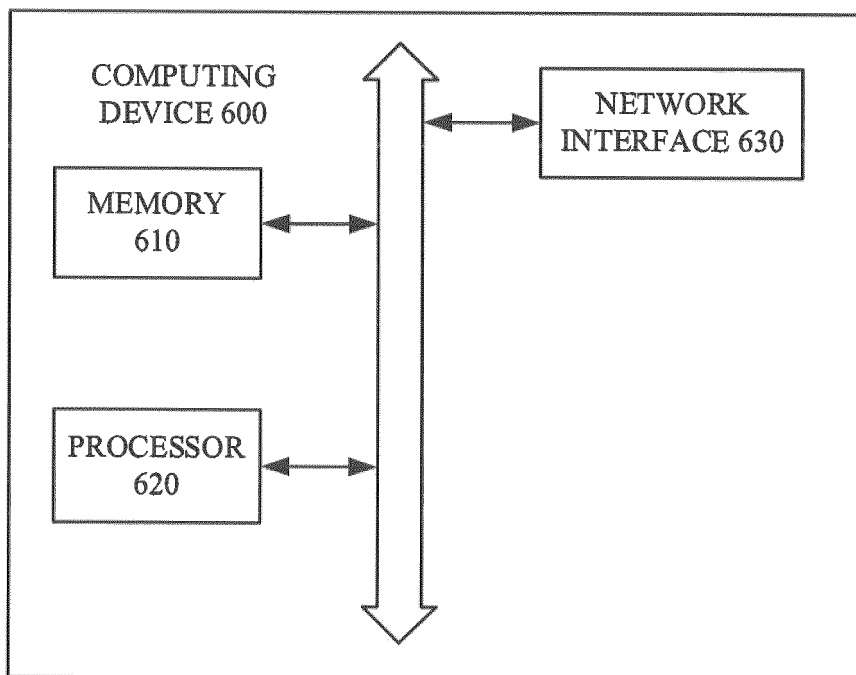 COMPUTING
DEVICE 600
NETWORK
INTERFACE 630
MEMORY
610
PROCESSOR
620